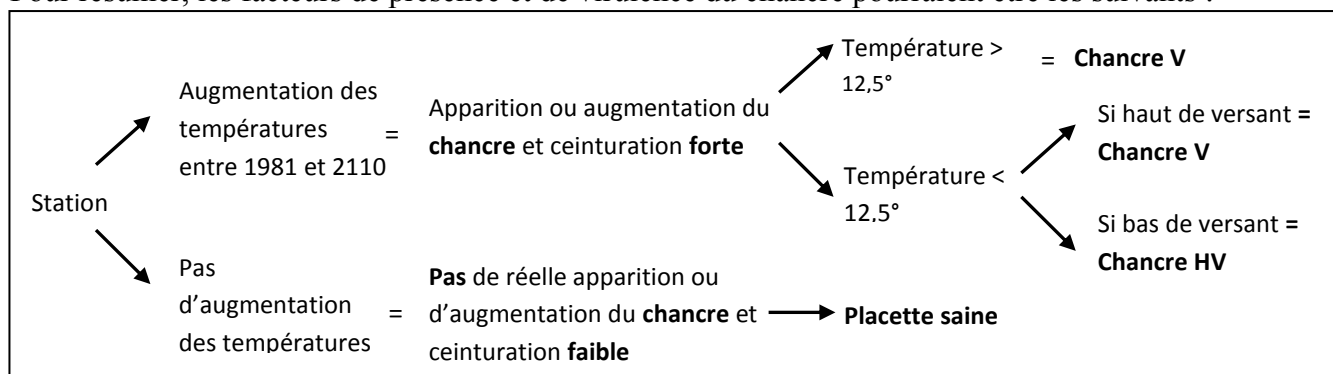 Pour résumer, les facteurs de présence et de virulence du chancre pourraient être les suivants :
Station
Augmentation des
températures
entre 1981 et 2110
=
Apparition ou augmentation du
chancre et ceinturation forte
Température >
12,5°
= Chancre V
Température <
12,5°
Si haut de versant =
Chancre V
Si bas de versant =
Chancre HV
Pas
d’augmentation
des températures
=
Pas de réelle apparition ou
d’augmentation du chancre et
ceinturation faible
Placette saine